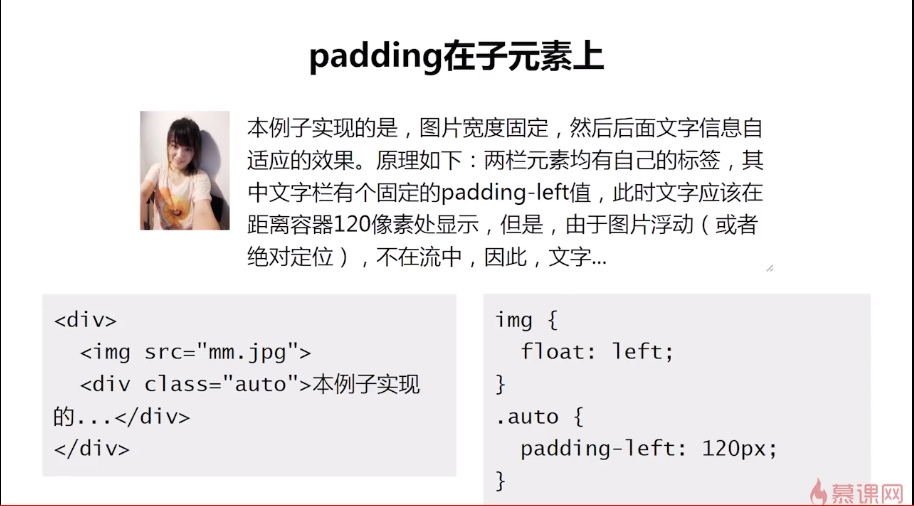 padding在子元素上
本例子实现的是，图片宽度固定，然后后面文字信息自
适应的效果。原理如下：两栏元素均有自己的标签，其
中文字栏有个固定的padding-left值，此时文字应该在
距离容器120像素处显示，但是，由于图片浮动（或者
绝对定位），不在流中，因此，文字...
<div>
<img src="mm.jpg">
<div class="auto">本例子实现
的...</div>
</div>
img {
float: left;
}
.auto {
padding-left: 120px;
}
慕课网